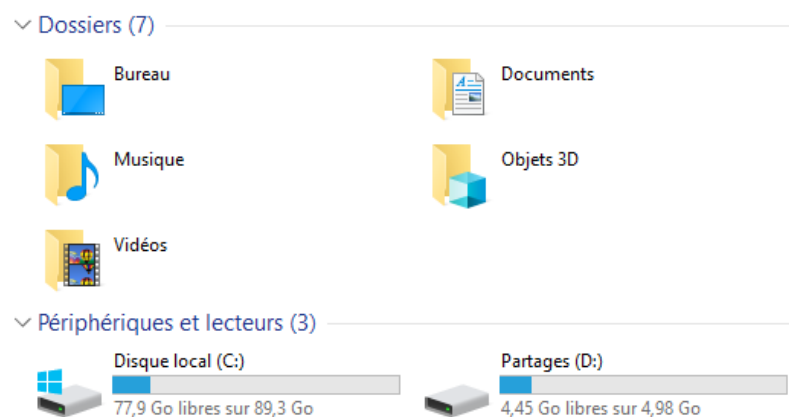 Dossiers (7)
Bureau
Documents
Musique
Objets 3D
Vidéos
Périphériques et lecteurs (3)
Disque local (C:)
77,9 Go libres sur 89,3 Go
Partages (D:)
4,45 Go libres sur 4,98 Go